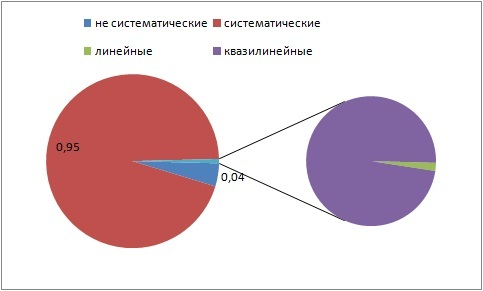 не систематические систематические
линейные квазилинейные
0,95
0,04